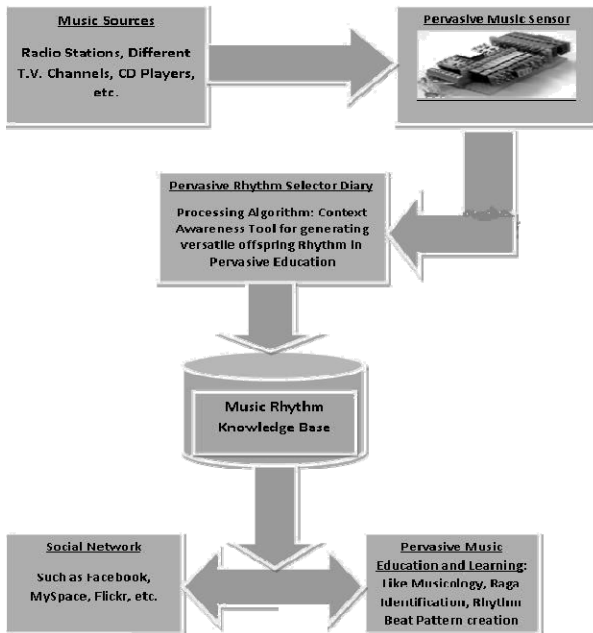 Music Sources
Radio Stations, Different
T.V. Channels, CD Players,
etc.
Pervasive Music Sensor
Pervasive Rhythm Selector Diary
Processing Algorithm: Context
Awareness Tool for generating
versatile offspring Rhythm in
Pervasive Education
Music Rhythm
Knowledge Base
Social Network
Such as Facebook,
MySpace, Flickr, etc.
Pervasive Music
Education and Learning:
Like Musicology, Raga
Identification, Rhythm
Beat Pattern creation